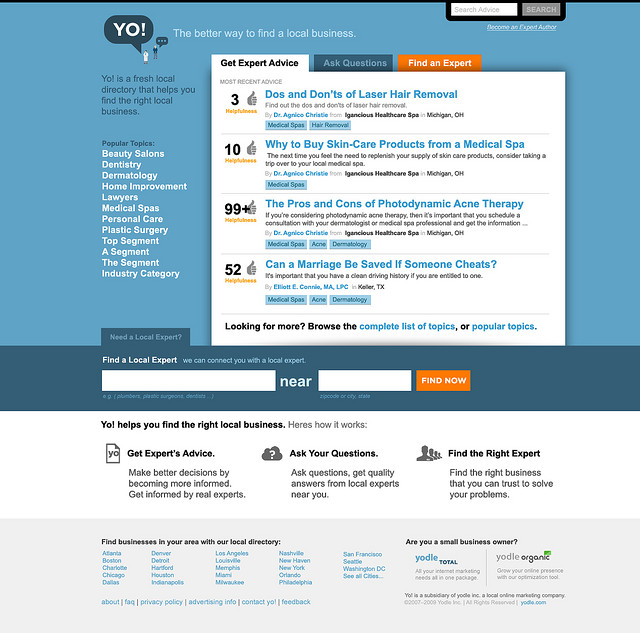 Search Advice SEARCH
Become an Expert Author
YO!
The better way to find a local business.
Get Expert Advice Ask Questions Find an Expert
Yo! is a fresh local
directory that helps you
find the right local
business.
Popular Topics:
Beauty Salons
Dentistry
Dermatology
Home Improvement
Lawyers
Medical Spas
Personal Care
Plastic Surgery
Top Segment
A Segment
The Segment
Industry Category
MOST RECENT ADVICE
3
Helpfulness
Dos and Don'ts of Laser Hair Removal
Find out the dos and don'ts of laser hair removal.
By Dr. Agnico Christie from Igancious Healthcare Spa in Michigan, OH
Medical Spas Hair Removal
10
Helpfulness
Why to Buy Skin-Care Products from a Medical Spa
The next time you feel the need to replenish your supply of skin care products, consider taking a
trip over to your local medical spa.
By Dr. Agnico Christie from Igancious Healthcare Spa in Michigan, OH
Medical Spas
99+
Helpfulness
The Pros and Cons of Photodynamic Acne Therapy
If you're considering photodynamic acne therapy, then it's important that you schedule a
consultation with your dermatologist or medical spa professional and get the information ...
By Dr. Agnico Christie from Igancious Healthcare Spa in Michigan, OH
Medical Spas Acne Dermatology
52
Helpfulness
Can a Marriage Be Saved If Someone Cheats?
It's important that you have a clean driving history if you are entitled to one.
By Elliott E. Connie, MA, LPC in Keller, TX
Medical Spas Acne Dermatology
Looking for more? Browse the complete list of topics, or popular topics.
Need a Local Expert?
Find a Local Expert we can connect you with a local expert.
near
FIND NOW
e.g. ( plumbers, plastic surgeons, dentists ... )
zipcode or city, state
Yo! helps you find the right local business. Heres how it works:
yo
Get Expert's Advice.
Make better decisions by
becoming more informed.
Get informed by real experts.
?
Ask Your Questions.
Ask questions, get quality
answers from local experts
near you.
Find the Right Expert
Find the right business
that you can trust to solve
your problems.
Find businesses in your area with our local directory:
Atlanta Denver Los Angeles Nashville San Francisco
Boston Detroit Louisville New Haven Seattle
Charlotte Hartford Memphis New York Washington DC
Chicago Houston Miami Orlando See all Cities...
Dallas Indianapolis Milwaukee Philadelphia
about | faq | privacy policy | advertising info | contact yo! | feedback
Are you a small business owner?
yodle TOTAL
All your internet marketing
needs all in one package.
yodle organic
Grow your online presence
with our optimization tool.
Yo! is a subsidiary of yodle inc. a local online marketing company.
©2007–2009 Yodle Inc. | All Rights Reserved | yodle.com